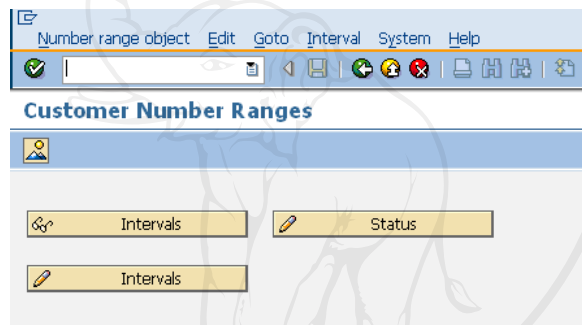 Number range object Edit Goto Interval System Help
Customer Number Ranges
Intervals Status
Intervals